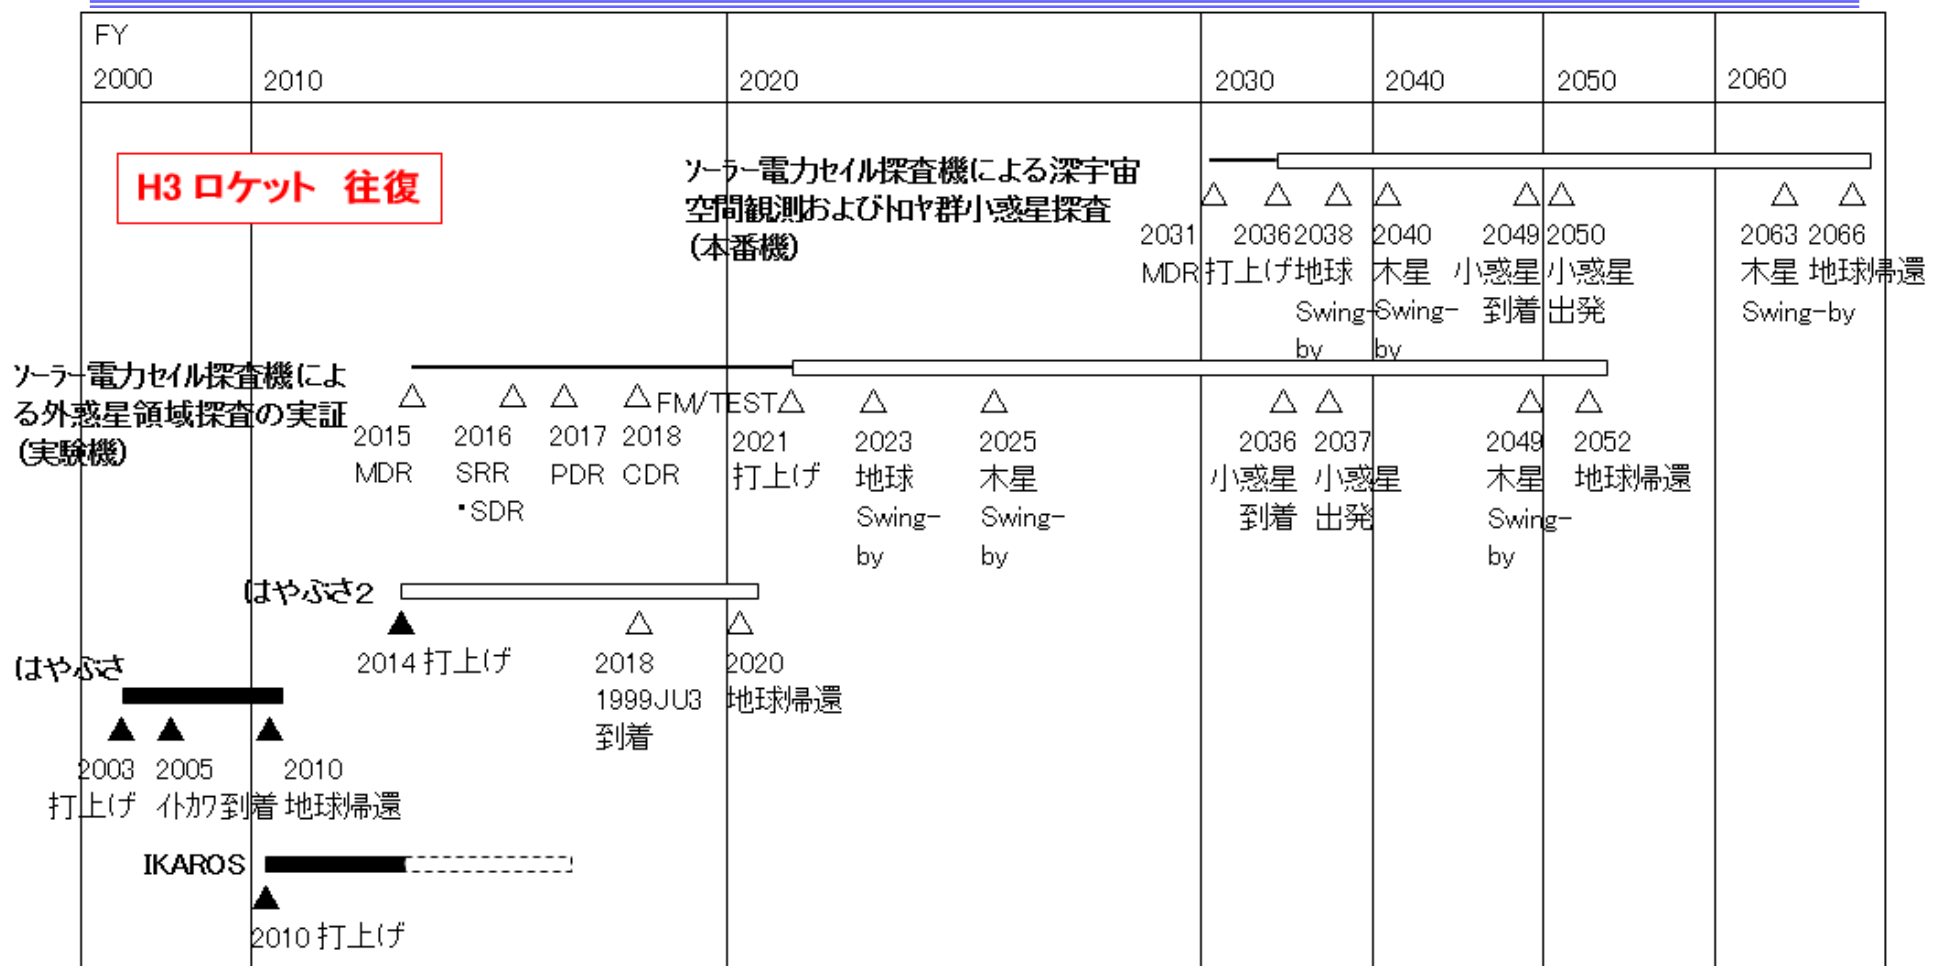 FY
2000
2010
2020
2030
2040
2050
2060
H3 ロケット 往復
ソーラー電力セイル探査機による深宇宙
空間観測およびトロヤ群小惑星探査
(本番機)
2031
MDR
2036
打上げ
2038
地球
Swing-
by
2040
木星
Swing-
by
2049
小惑星
到着
2050
小惑星
出発
2063
木星
Swing-by
2066
地球帰還
ソーラー電力セイル探査機によ
る外惑星領域探査の実証
(実験機)
2015
MDR
2016
SRR
・SDR
2017
PDR
2018
CDR
FM/TEST
2021
打上げ
2023
地球
Swing-
by
2025
木星
Swing-
by
2036
小惑星
到着
2037
小惑星
出発
2049
木星
Swing-
by
2052
地球帰還
はやぶさ2
2014 打上げ
2018
1999JU3
到着
2020
地球帰還
はやぶさ
2003
打上げ
2005
イトカワ到着
2010
地球帰還
IKAROS
2010 打上げ